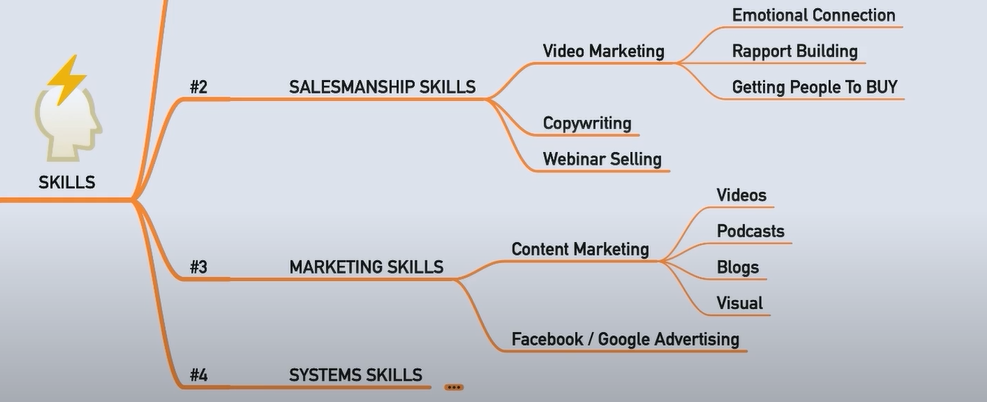 SKILLS
#2
SALESMANSHIP SKILLS
Video Marketing
Emotional Connection
Rapport Building
Getting People To BUY
Copywriting
Webinar Selling
#3
MARKETING SKILLS
Content Marketing
Videos
Podcasts
Blogs
Visual
Facebook / Google Advertising
#4
SYSTEMS SKILLS